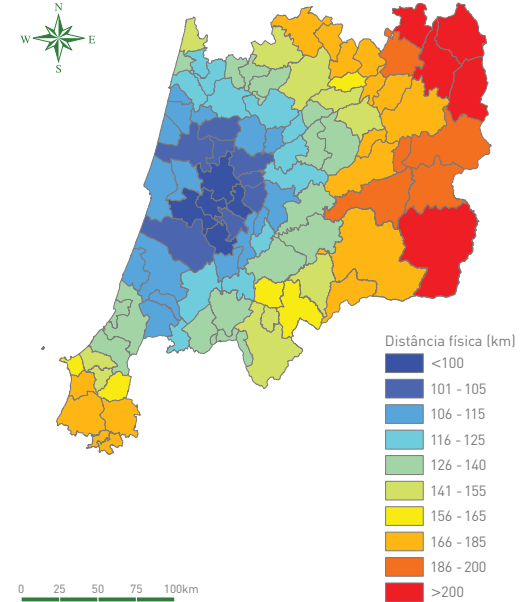 N
W E
S
Distância física (km)
<100
101 - 105
106 - 115
116 - 125
126 - 140
141 - 155
156 - 165
166 - 185
186 - 200
>200
0 25 50 75 100km